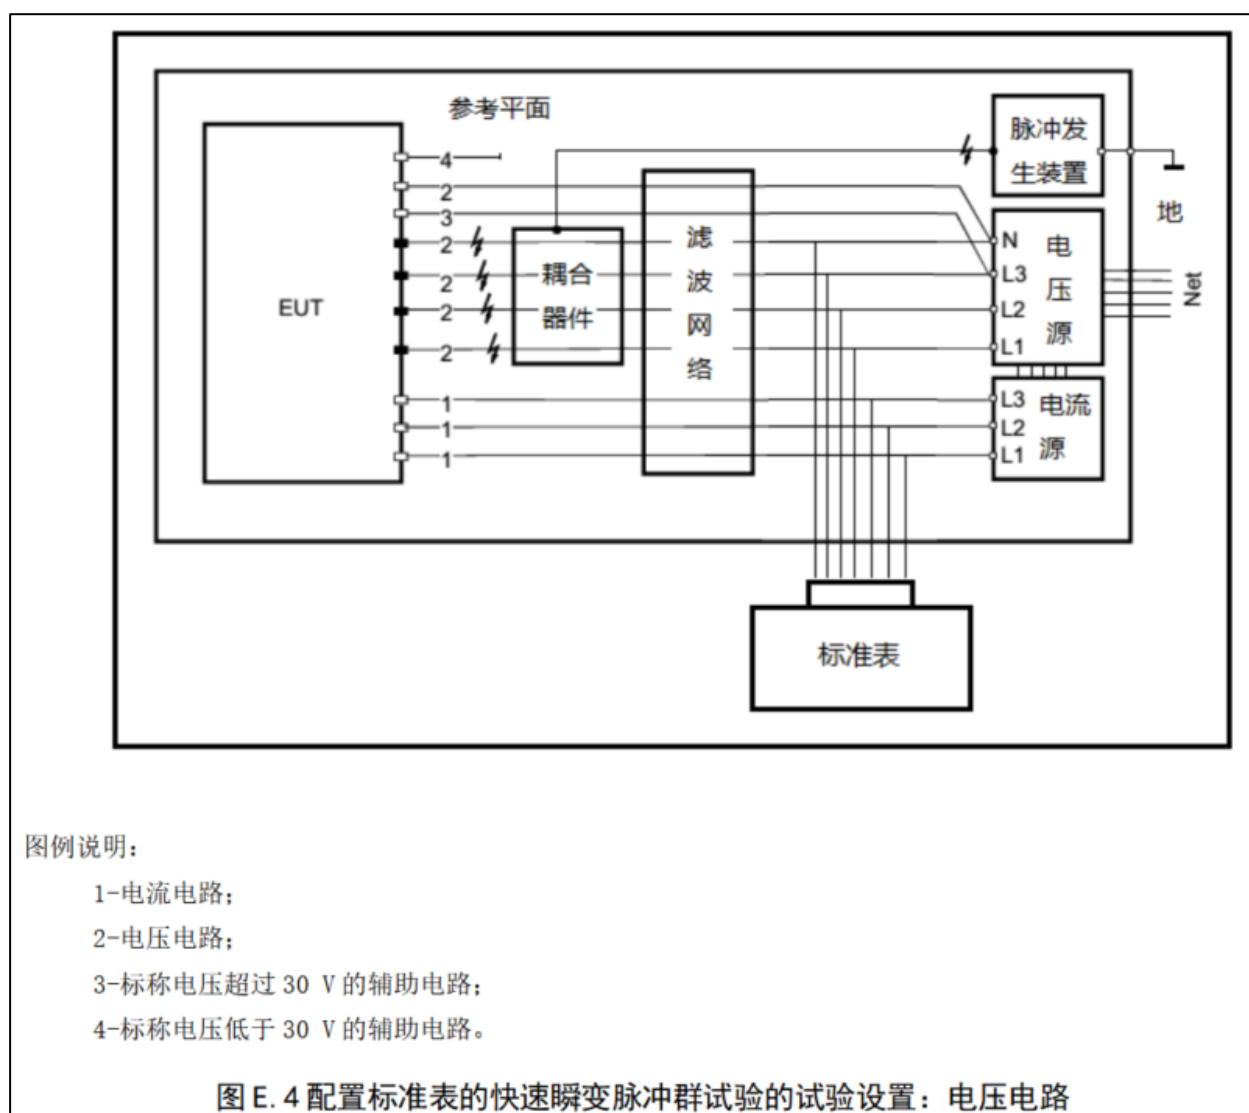 参考平面
脉冲发
生装置
地
EUT
4
2
3
2
2
2
2
1
1
1
耦合
器件
滤
波
网
络
N
L3
L2
L1
电
压
源
Net
L3
L2
L1
电流
源
标准表
图例说明：
1-电流电路；
2-电压电路；
3-标称电压超过 30 V 的辅助电路；
4-标称电压低于 30 V 的辅助电路。
图 E.4 配置标准表的快速瞬变脉冲群试验的试验设置：电压电路